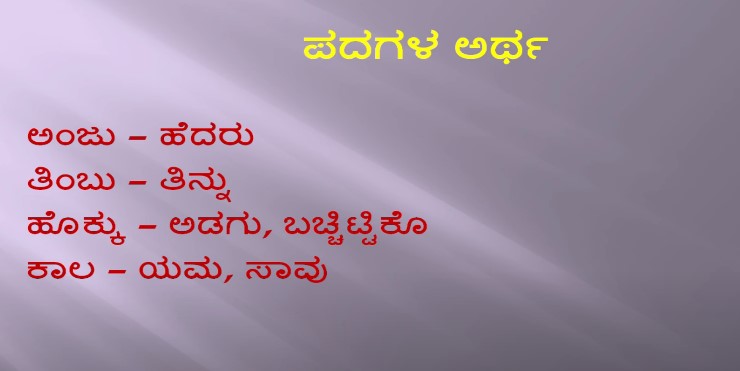 ಪದಗಳ ಅರ್ಥ
ಅಂಜು – ಹೆದರು
ತಿಂಬು – ತಿನ್ನು
ಹೊಕ್ಕು – ಅಡಗು, ಬಚ್ಚಿಟ್ಟಿಕೊ
ಕಾಲ – ಯಮ, ಸಾವು